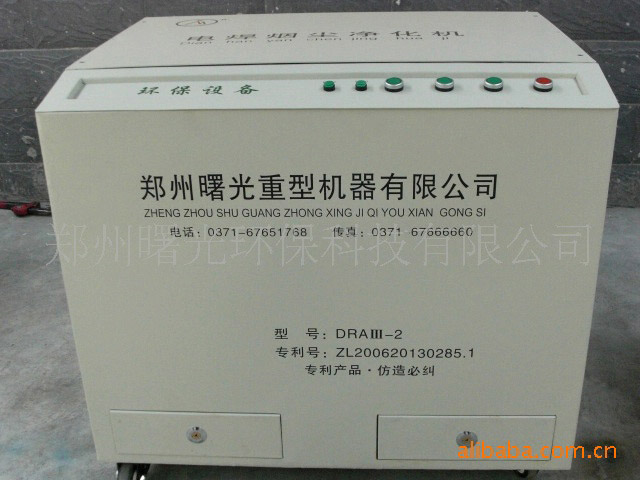 电焊烟尘净化机
dian han yan chen jing hua ji
环保设备
郑州曙光重型机器有限公司
ZHENG ZHOU SHU GUANG ZHONG XING JI QI YOU XIAN GONG SI
电话:0371-67651768 传真:0371-67666660
郑州曙光环保科技有限公司
型 号:DRAⅢ-2
专利号:ZL200620130285.1
专利产品·仿造必纠
alibaba.com.cn